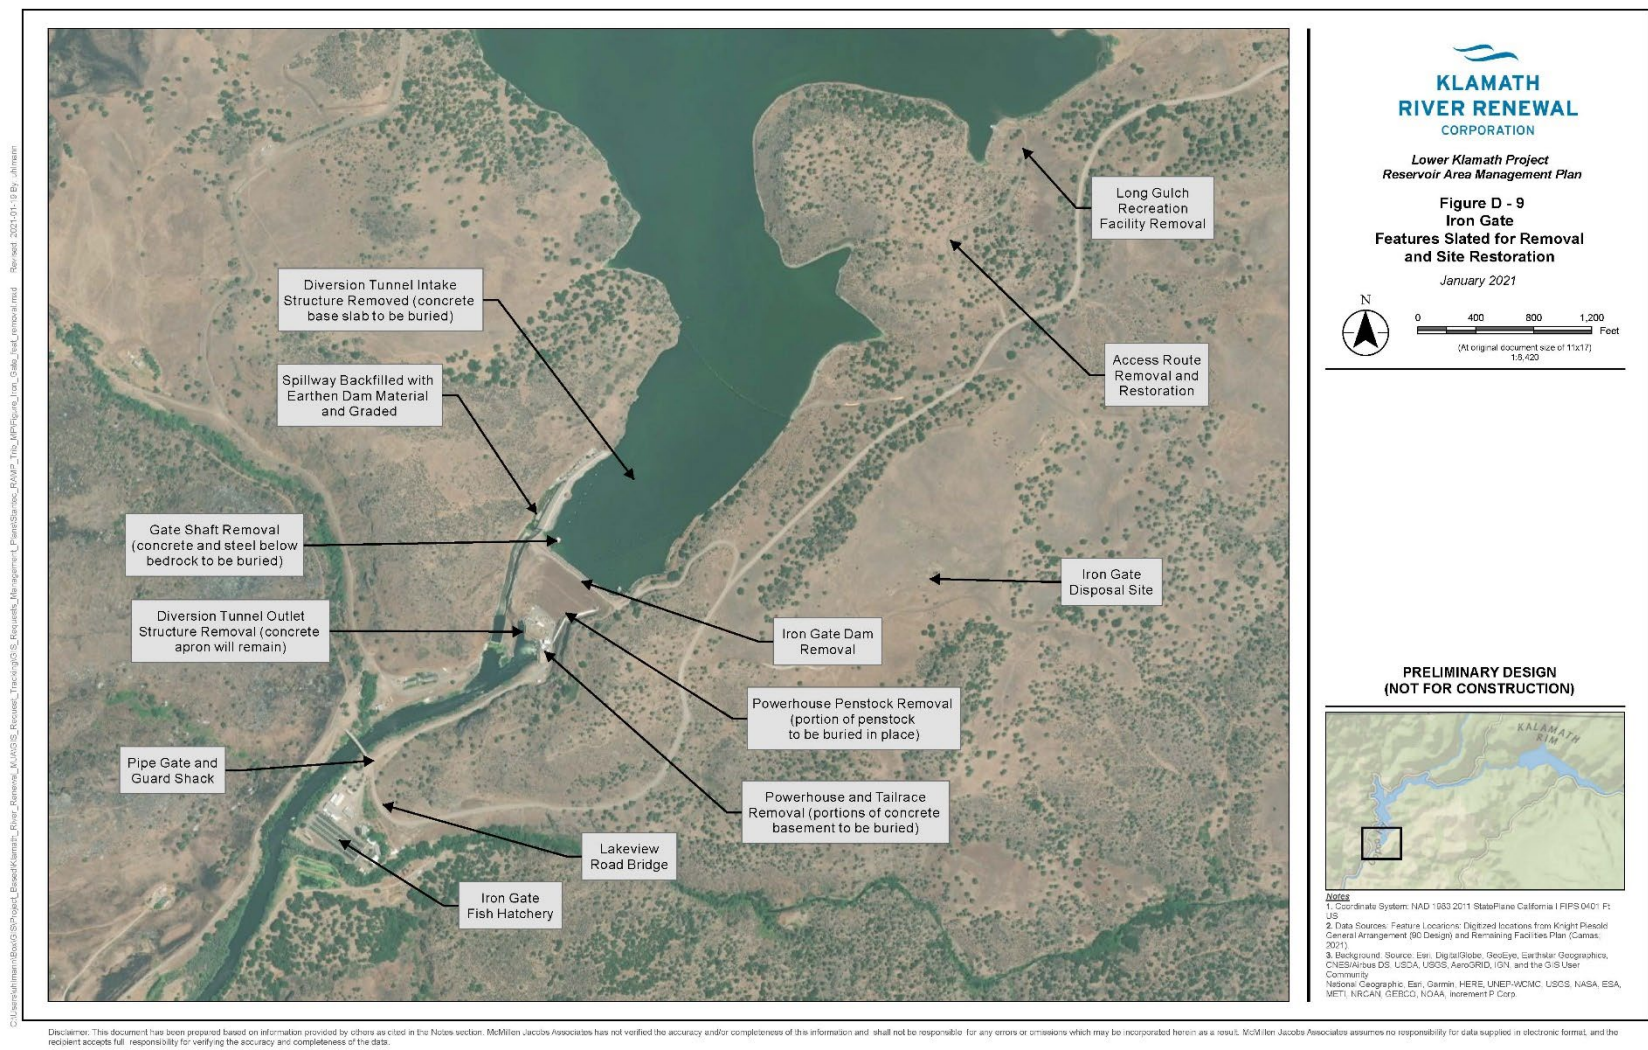 KLAMATH
RIVER RENEWAL
CORPORATION
Lower Klamath Project
Reservoir Area Management Plan
Figure D - 9
Iron Gate
Features Slated for Removal
and Site Restoration
January 2021
N
0 400 800 1,200
Feet
(At original document size of 11x17)
1:8,420
Long Gulch
Recreation
Facility Removal
Diversion Tunnel Intake
Structure Removed (concrete
base slab to be buried)
Access Route
Removal and
Restoration
Spillway Backfilled with
Earthen Dam Material
and Graded
Gate Shaft Removal
(concrete and steel below
bedrock to be buried)
Iron Gate
Disposal Site
Diversion Tunnel Outlet
Structure Removal (concrete
apron will remain)
Iron Gate Dam
Removal
Powerhouse Penstock Removal
(portion of penstock
to be buried in place)
Pipe Gate and
Guard Shack
Powerhouse and Tailrace
Removal (portions of concrete
basement to be buried)
Lakeview
Road Bridge
Iron Gate
Fish Hatchery
PRELIMINARY DESIGN
(NOT FOR CONSTRUCTION)
KALAMATH
RIM
Notes
1. Coordinate System: NAD 1983 2011 StatePlane California I FIPS 0401 Ft
US
2. Data Sources: Feature Locations: Digitized locations from Knight Piesold
General Arrangement (90 Design) and Remaining Facilities Plan (Camas,
2021).
3. Background: Source: Esri, DigitalGlobe, GeoEye, Earthstar Geographics,
CNES/Airbus DS, USDA, USGS, AeroGRID, IGN, and the GIS User
Community
National Geographic, Esri, Garmin, HERE, UNEP-WCMC, USGS, NASA, ESA,
METI, NRCAN, GEBCO, NOAA, increment P Corp.
Revised: 2021-01-19 By: uhlmann
Disclaimer: This document has been prepared based on information provided by others as cited in the Notes section. McMillen Jacobs Associates has not verified the accuracy and/or completeness of this information and shall not be responsible for any errors or omissions which may be incorporated herein as a result. McMillen Jacobs Associates assumes no responsibility for data supplied in electronic format, and the
recipient accepts full responsibility for verifying the accuracy and completeness of the data.